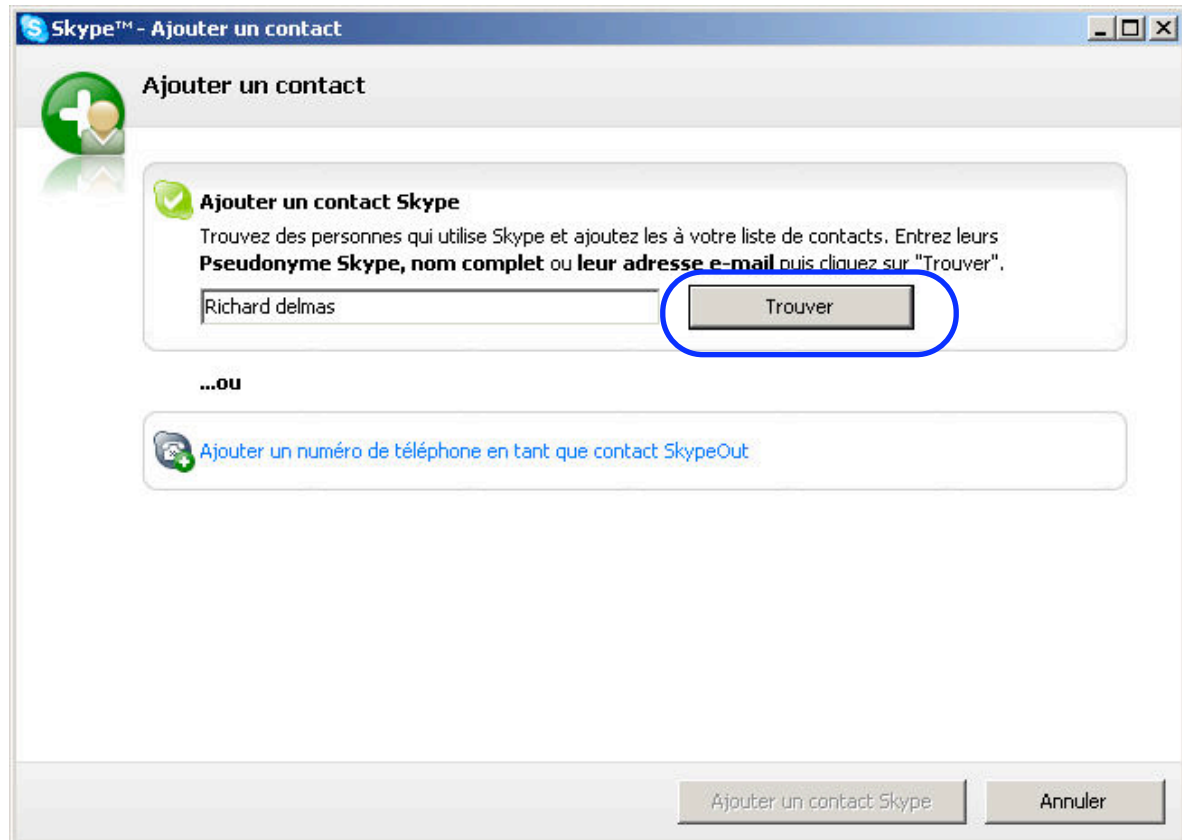 Skype™ - Ajouter un contact
Ajouter un contact
Ajouter un contact Skype
Trouvez des personnes qui utilise Skype et ajoutez les à votre liste de contacts. Entrez leurs
Pseudonyme Skype, nom complet ou leur adresse e-mail puis cliquez sur "Trouver".
Richard delmas
Trouver
...ou
Ajouter un numéro de téléphone en tant que contact SkypeOut
Ajouter un contact Skype
Annuler